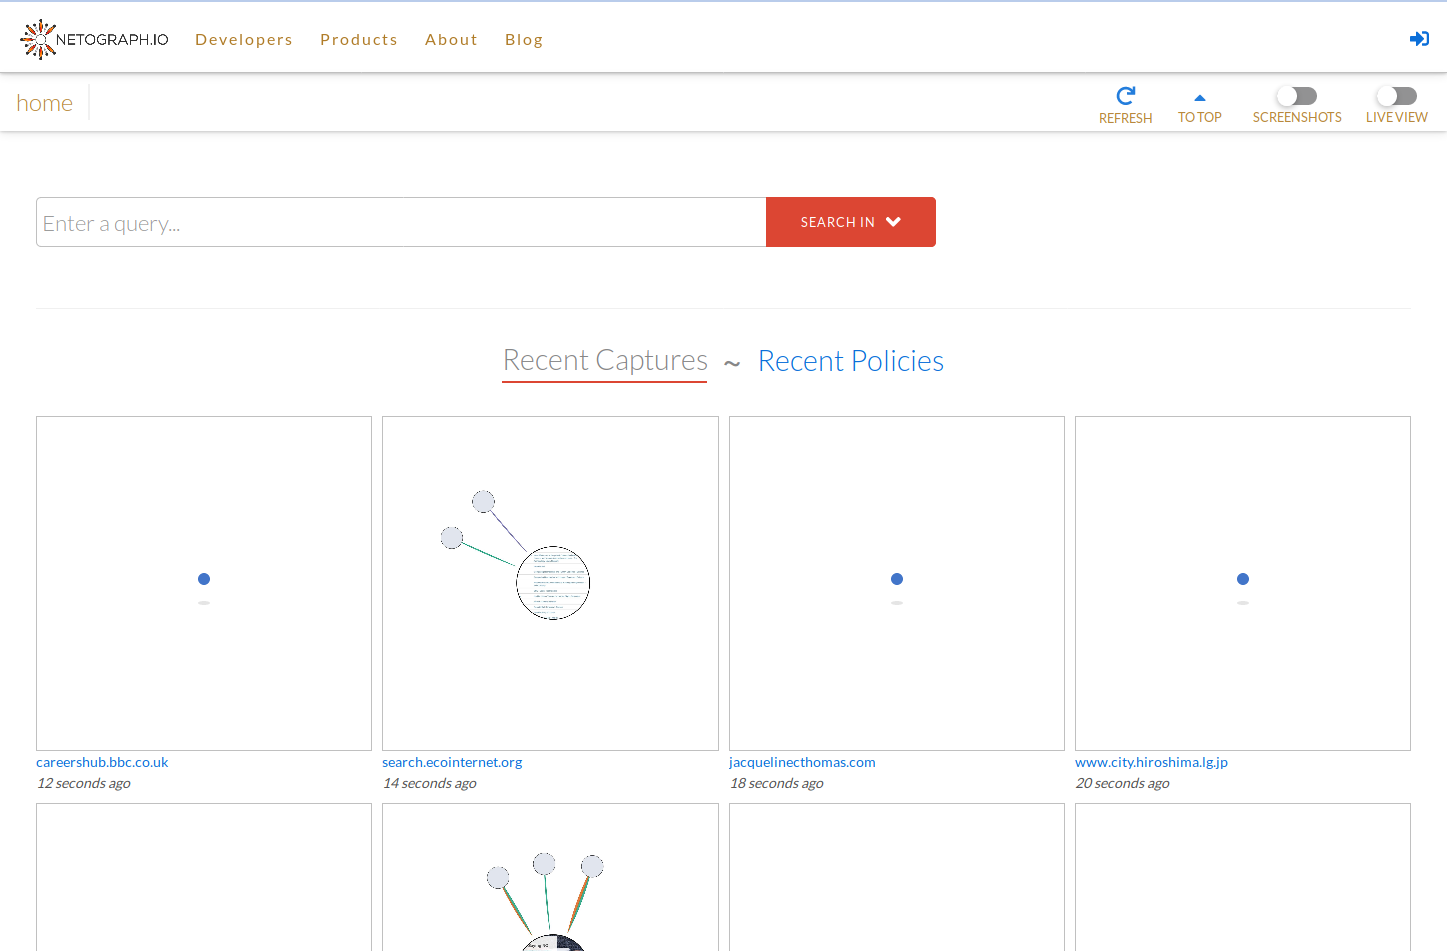 NETOGRAPH.IO Developers Products About Blog
home
REFRESH TO TOP SCREENSHOTS LIVE VIEW
Enter a query... SEARCH IN
Recent Captures ~ Recent Policies
careershub.bbc.co.uk search.ecointernet.org jacquelinecthomas.com www.city.hiroshima.lg.jp
12 seconds ago 14 seconds ago 18 seconds ago 20 seconds ago